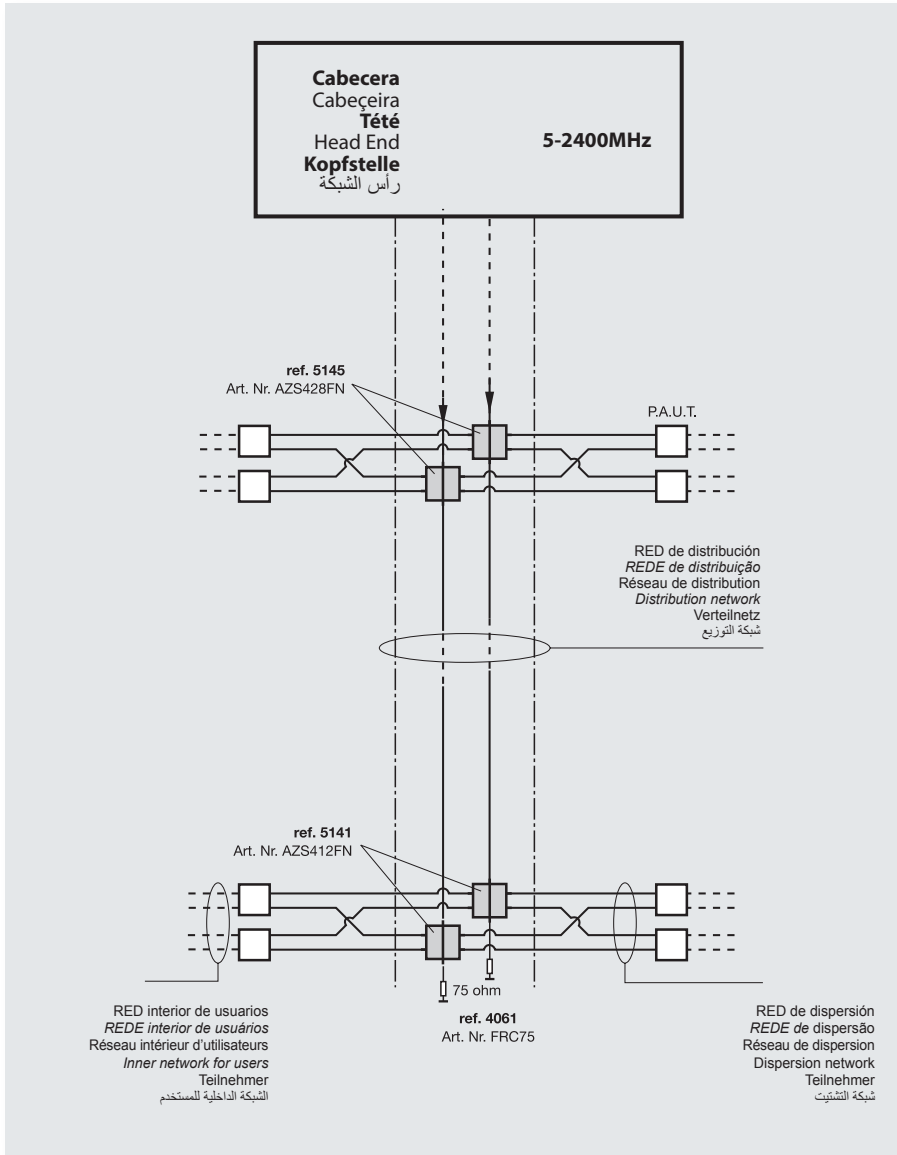 Cabecera
Cabeçeira
Tété
Head End
Kopfstelle
رأس الشبكة
5-2400MHz
ref. 5145
Art. Nr. AZS428FN
P.A.U.T.
RED de distribución
REDE de distribuição
Réseau de distribution
Distribution network
Verteilnetz
شبكة التوزيع
ref. 5141
Art. Nr. AZS412FN
75 ohm
ref. 4061
Art. Nr. FRC75
RED interior de usuarios
REDE interior de usuários
Réseau intérieur d'utilisateurs
Inner network for users
Teilnehmer
الشبكة الداخلية للمستخدم
RED de dispersión
REDE de dispersão
Réseau de dispersion
Dispersion network
Teilnehmer
شبكة التشتيت